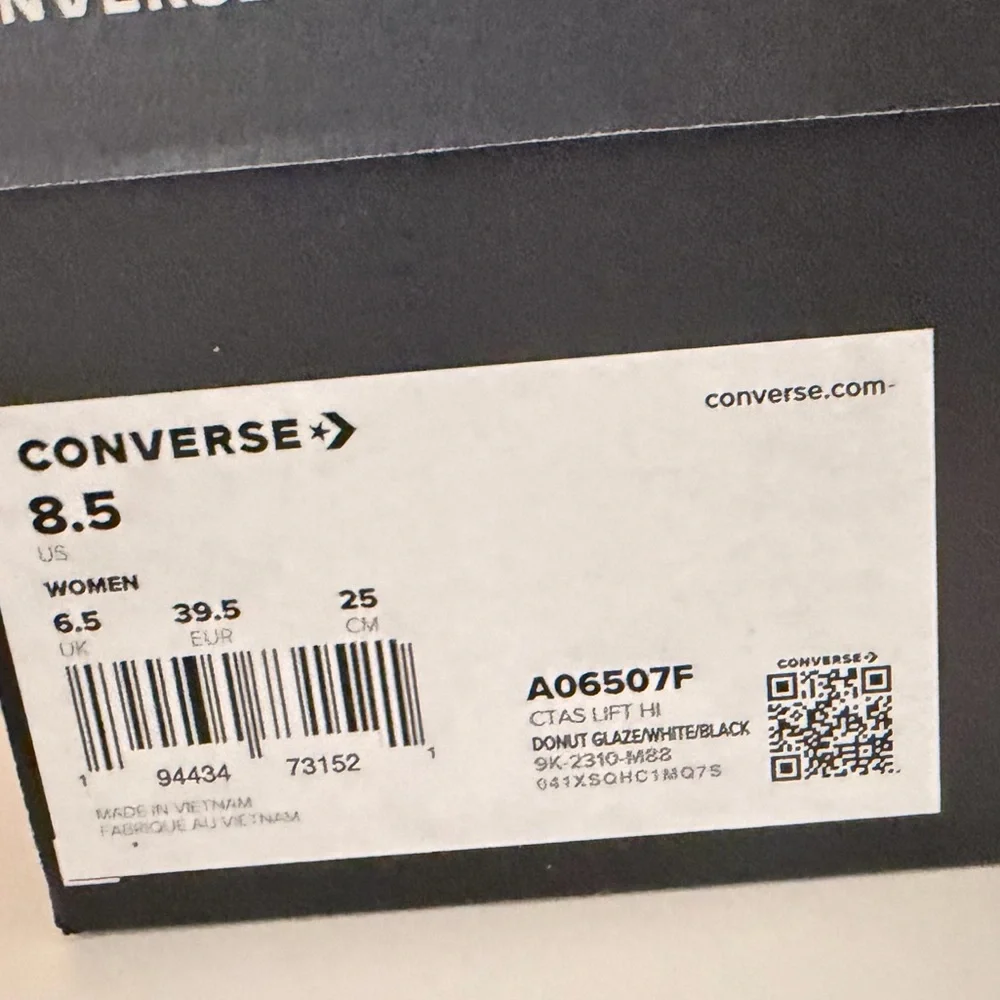 CONVERSE
converse.com
8.5
US
WOMEN
6.5 39.5 25
UK EUR CM
1 94434 73152 1
MADE IN VIETNAM
FABRIQUE AU VIETNAM
CONVERSE
A06507F
CTAS LIFT HI
DONUT GLAZE/WHITE/BLACK
9K-2310-M88
041XSQHC1MQ7S